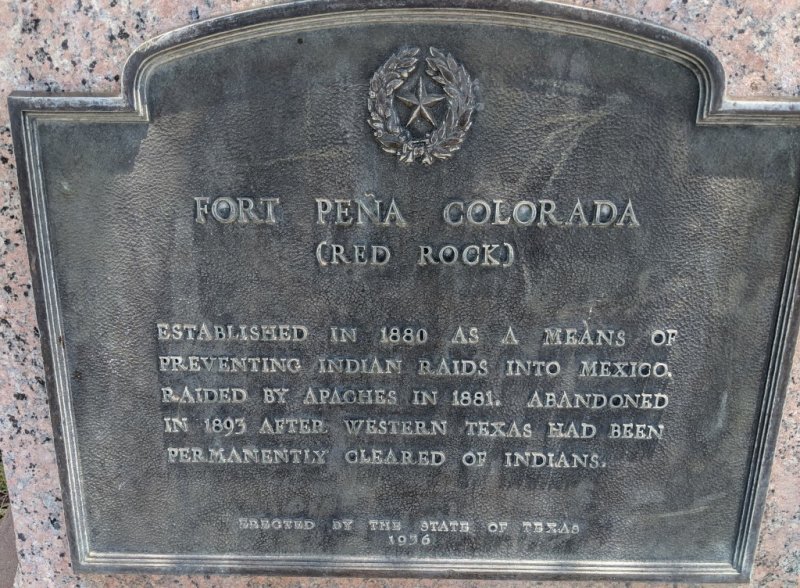 FORT PEÑA COLORADA
(RED ROCK)
ESTABLISHED IN 1880 AS A MEANS OF
PREVENTING INDIAN RAIDS INTO MEXICO.
RAIDED BY APACHES IN 1881. ABANDONED
IN 1893 AFTER WESTERN TEXAS HAD BEEN
PERMANENTLY CLEARED OF INDIANS.
ERECTED BY THE STATE OF TEXAS
1936